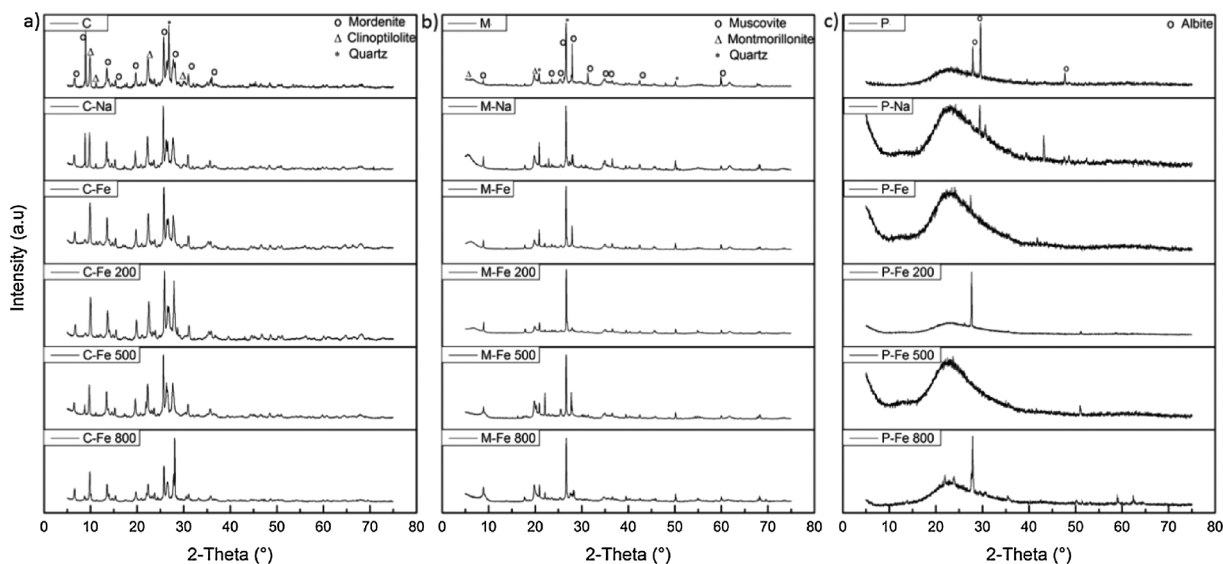 a)
C
o Mordenite
Δ Clinoptilolite
* Quartz
C-Na
C-Fe
C-Fe 200
C-Fe 500
C-Fe 800
Intensity (a.u)
0 10 20 30 40 50 60 70 80
2-Theta (°)
b)
M
o Muscovite
Δ Montmorillonite
* Quartz
M-Na
M-Fe
M-Fe 200
M-Fe 500
M-Fe 800
0 10 20 30 40 50 60 70 80
2-Theta (°)
c)
P
o Albite
P-Na
P-Fe
P-Fe 200
P-Fe 500
P-Fe 800
0 10 20 30 40 50 60 70 80
2-Theta (°)